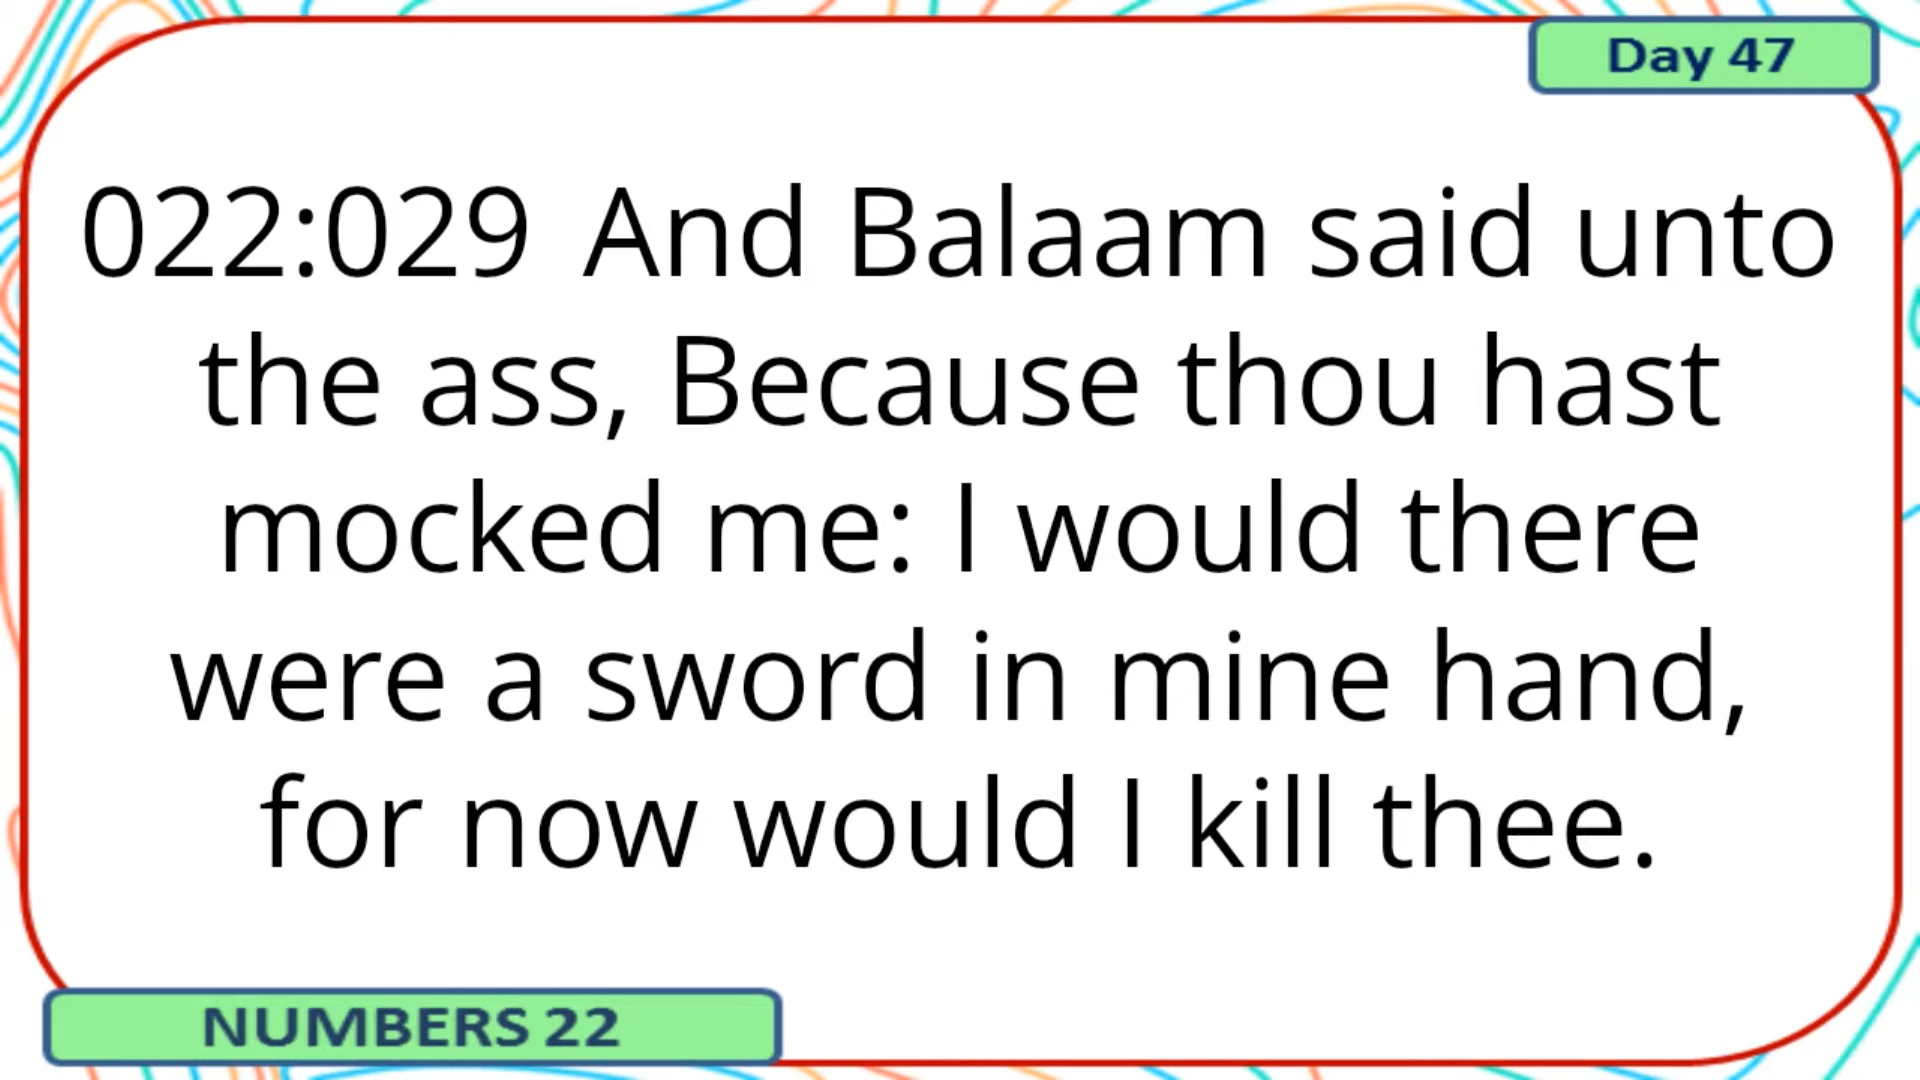 Day 47
022:029 And Balaam said unto
the ass, Because thou hast
mocked me: I would there
were a sword in mine hand,
for now would I kill thee.
NUMBERS 22